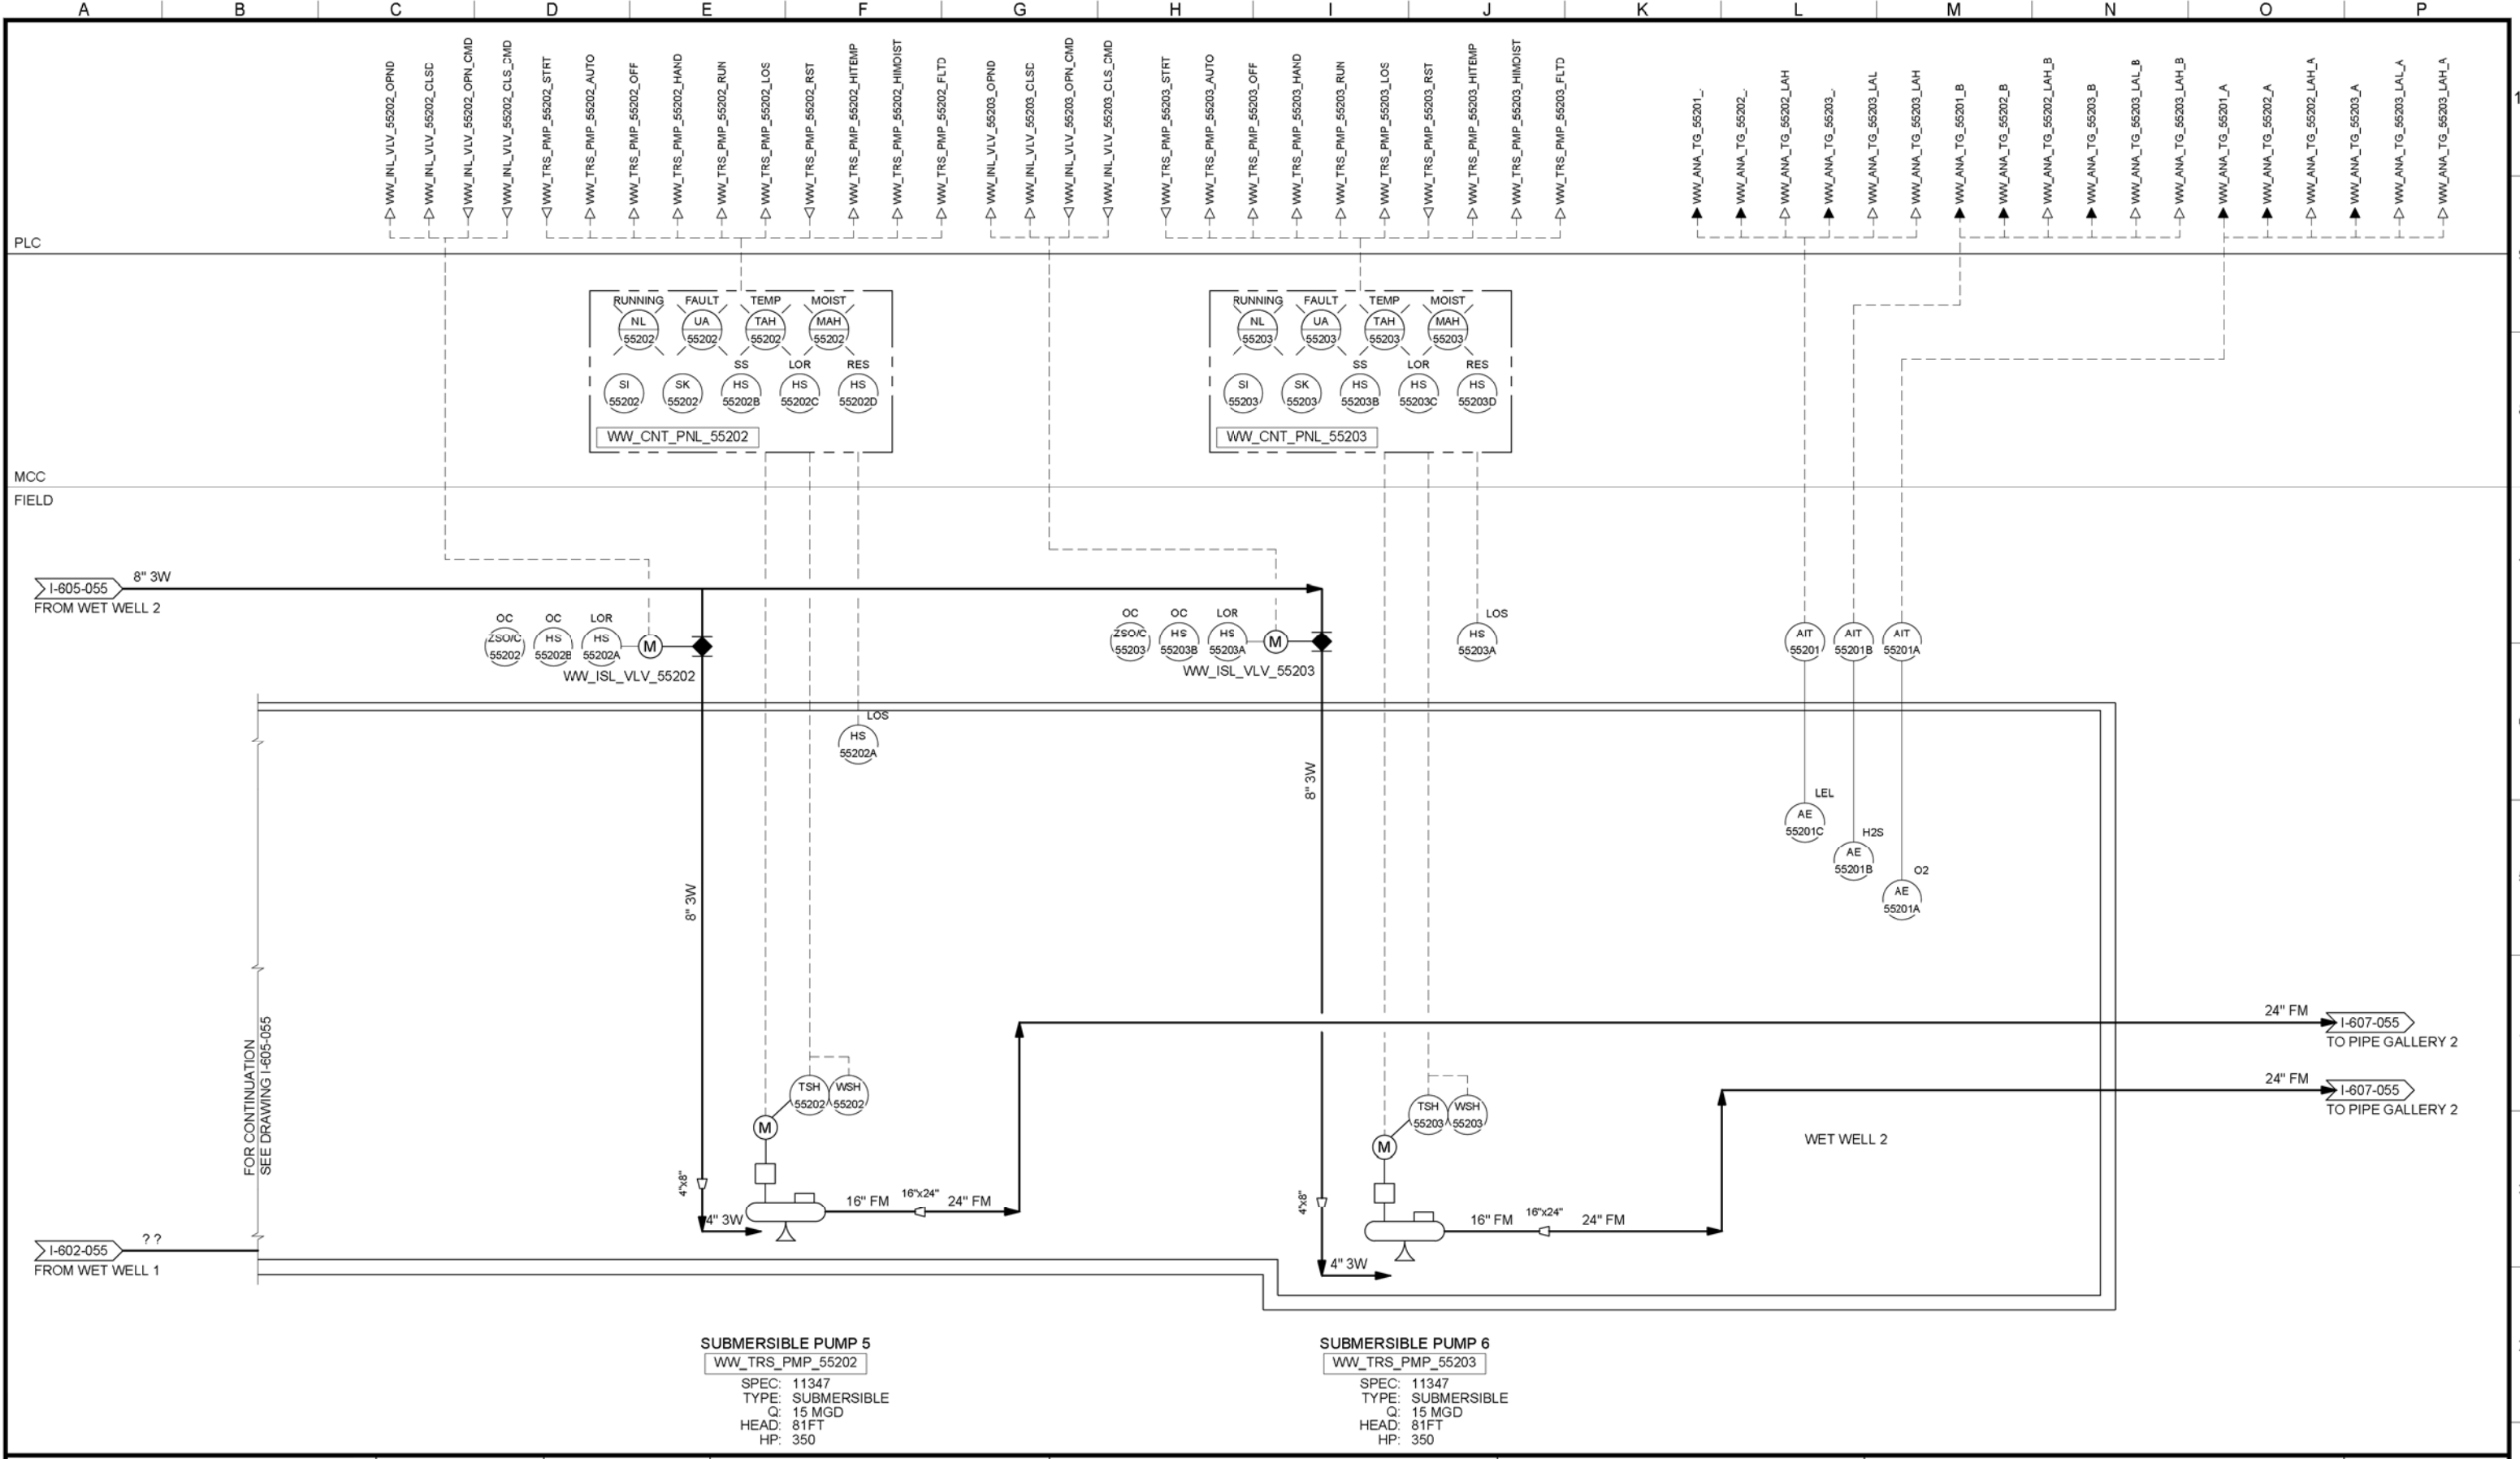 A B C D E F G H I J K L M N O P
WW_INL_VLV_55202_OPND
WW_INL_VLV_55202_CLSD
WW_INL_VLV_55202_OPN_CMD
WW_INL_VLV_55202_CLS_CMD
WW_TRS_PMP_55202_STRT
WW_TRS_PMP_55202_AUTO
WW_TRS_PMP_55202_OFF
WW_TRS_PMP_55202_HAND
WW_TRS_PMP_55202_RUN
WW_TRS_PMP_55202_LOS
WW_TRS_PMP_55202_RST
WW_TRS_PMP_55202_HITEMP
WW_TRS_PMP_55202_HIMOIST
WW_TRS_PMP_55202_FLTD
WW_INL_VLV_55203_OPND
WW_INL_VLV_55203_CLSD
WW_INL_VLV_55203_OPN_CMD
WW_INL_VLV_55203_CLS_CMD
WW_TRS_PMP_55203_STRT
WW_TRS_PMP_55203_AUTO
WW_TRS_PMP_55203_OFF
WW_TRS_PMP_55203_HAND
WW_TRS_PMP_55203_RUN
WW_TRS_PMP_55203_LOS
WW_TRS_PMP_55203_RST
WW_TRS_PMP_55203_HITEMP
WW_TRS_PMP_55203_HIMOIST
WW_TRS_PMP_55203_FLTD
WW_ANA_TG_55201_.
WW_ANA_TG_55202_.
WW_ANA_TG_55202_LAH
WW_ANA_TG_55203_.
WW_ANA_TG_55203_LAL
WW_ANA_TG_55203_LAH
WW_ANA_TG_55201_B
WW_ANA_TG_55202_B
WW_ANA_TG_55202_LAH_B
WW_ANA_TG_55203_B
WW_ANA_TG_55203_LAL_B
WW_ANA_TG_55203_LAH_B
WW_ANA_TG_55201_A
WW_ANA_TG_55202_A
WW_ANA_TG_55202_LAH_A
WW_ANA_TG_55203_A
WW_ANA_TG_55203_LAL_A
WW_ANA_TG_55203_LAH_A
PLC
RUNNING FAULT TEMP MOIST
NL UA TAH MAH
55202 55202 55202 55202
SS LOR RES
SI SK HS HS HS
55202 55202 55202B 55202C 55202D
WW_CNT_PNL_55202
RUNNING FAULT TEMP MOIST
NL UA TAH MAH
55203 55203 55203 55203
SS LOR RES
SI SK HS HS HS
55203 55203 55203B 55203C 55203D
WW_CNT_PNL_55203
MCC
FIELD
I-605-055 8" 3W
FROM WET WELL 2
OC OC LOR
ZSO/C HS HS M
55202 55202B 55202A
WW_ISL_VLV_55202
OC OC LOR
ZSO/C HS HS M
55203 55203B 55203A
WW_ISL_VLV_55203
LOS
HS
55203A
AIT AIT AIT
55201 55201B 55201A
LOS
HS
55202A
8" 3W
8" 3W
LEL
AE
55201C
H2S
AE
55201B
O2
AE
55201A
FOR CONTINUATION
SEE DRAWING I-605-055
24" FM I-607-055
TO PIPE GALLERY 2
24" FM I-607-055
TO PIPE GALLERY 2
TSH WSH
55202 55202
M
TSH WSH
55203 55203
M
WET WELL 2
4"x8"
4" 3W
16" FM 16"x24" 24" FM
4"x8"
4" 3W
16" FM 16"x24" 24" FM
I-602-055 ? ?
FROM WET WELL 1
SUBMERSIBLE PUMP 5
WW_TRS_PMP_55202
SPEC: 11347
TYPE: SUBMERSIBLE
Q: 15 MGD
HEAD: 81FT
HP: 350
SUBMERSIBLE PUMP 6
WW_TRS_PMP_55203
SPEC: 11347
TYPE: SUBMERSIBLE
Q: 15 MGD
HEAD: 81FT
HP: 350